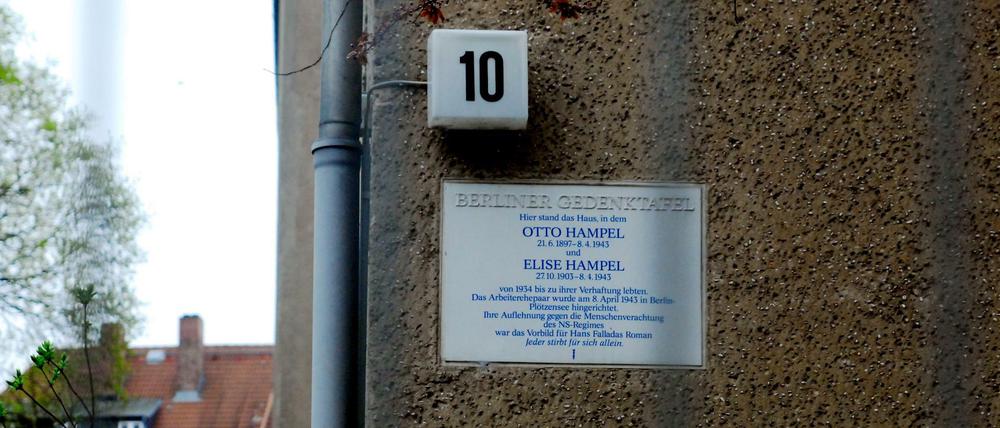 10
BERLINER GEDENKTAFEL
Hier stand das Haus, in dem
OTTO HAMPEL
21. 6. 1897–8. 4. 1943
und
ELISE HAMPEL
27. 10. 1903–8. 4. 1943
von 1934 bis zu ihrer Verhaftung lebten.
Das Arbeiterehepaar wurde am 8. April 1943 in Berlin-
Plötzensee hingerichtet.
Ihre Auflehnung gegen die Menschenverachtung
des NS-Regimes
war das Vorbild für Hans Falladas Roman
Jeder stirbt für sich allein.